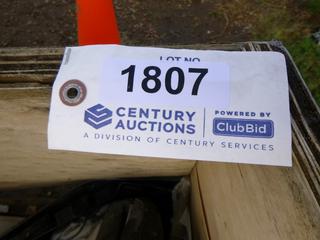 LOT NO
1807
CENTURY
AUCTIONS
POWERED BY
ClubBid
A DIVISION OF CENTURY SERVICES